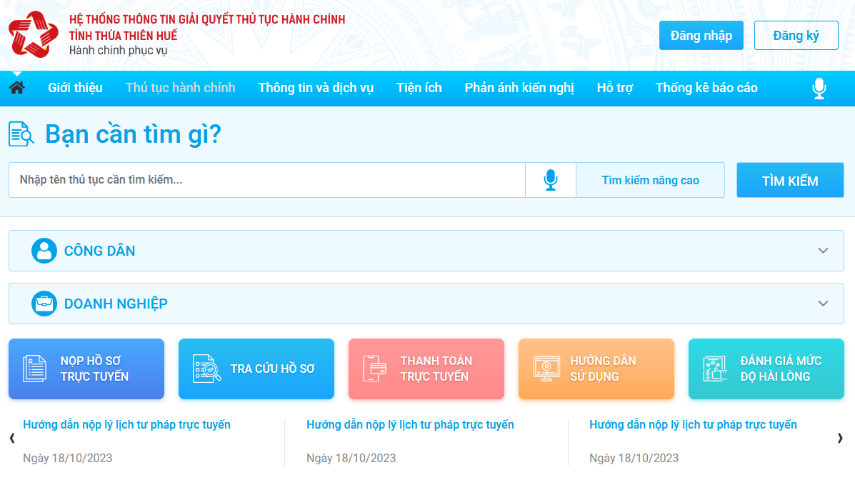 HỆ THỐNG THÔNG TIN GIẢI QUYẾT THỦ TỤC HÀNH CHÍNH
TỈNH THỪA THIÊN HUẾ
Hành chính phục vụ
Đăng nhập
Đăng ký
Giới thiệu
Thủ tục hành chính
Thông tin và dịch vụ
Tiện ích
Phản ánh kiến nghị
Hỗ trợ
Thống kê báo cáo
Bạn cần tìm gì?
Nhập tên thủ tục cần tìm kiếm...
Tìm kiếm nâng cao
TÌM KIẾM
CÔNG DÂN
DOANH NGHIỆP
NỘP HỒ SƠ
TRỰC TUYẾN
TRA CỨU HỒ SƠ
THANH TOÁN
TRỰC TUYẾN
HƯỚNG DẪN
SỬ DỤNG
ĐÁNH GIÁ MỨC
ĐỘ HÀI LÒNG
Hướng dẫn nộp lý lịch tư pháp trực tuyến
Ngày 18/10/2023
Hướng dẫn nộp lý lịch tư pháp trực tuyến
Ngày 18/10/2023
Hướng dẫn nộp lý lịch tư pháp trực tuyến
Ngày 18/10/2023